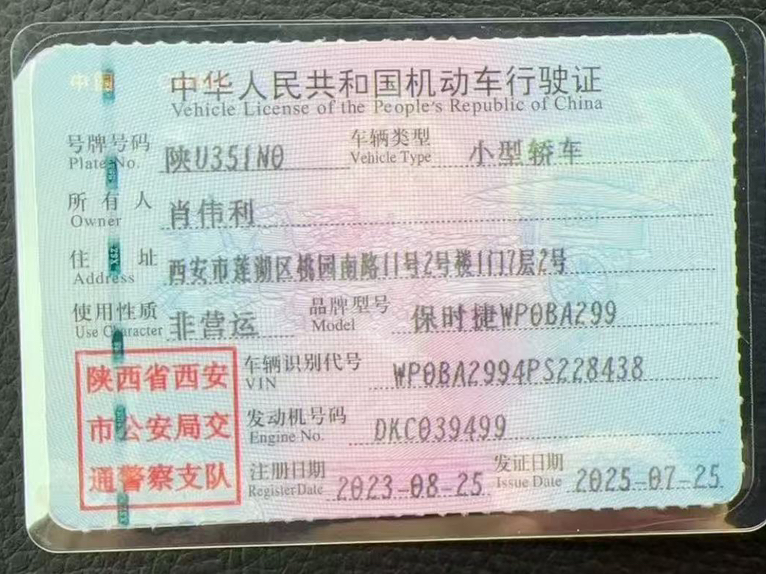 中华人民共和国机动车行驶证
Vehicle License of the People's Republic of China
号牌号码 陕U351N0 车辆类型 小型轿车
Plate No. Vehicle Type
所有人 肖伟利
Owner
住址 西安市莲湖区桃园南路11号2号楼1门7层2号
Address
使用性质 非营运 品牌型号 保时捷WP0BA299
Use Character Model
陕西省西安 车辆识别代号 WP0BA2994PS228438
VIN
市公安局交 发动机号码 DKC039499
Engine No.
通警察支队 注册日期 2023-08-25 发证日期 2025-07-25
Register Date Issue Date